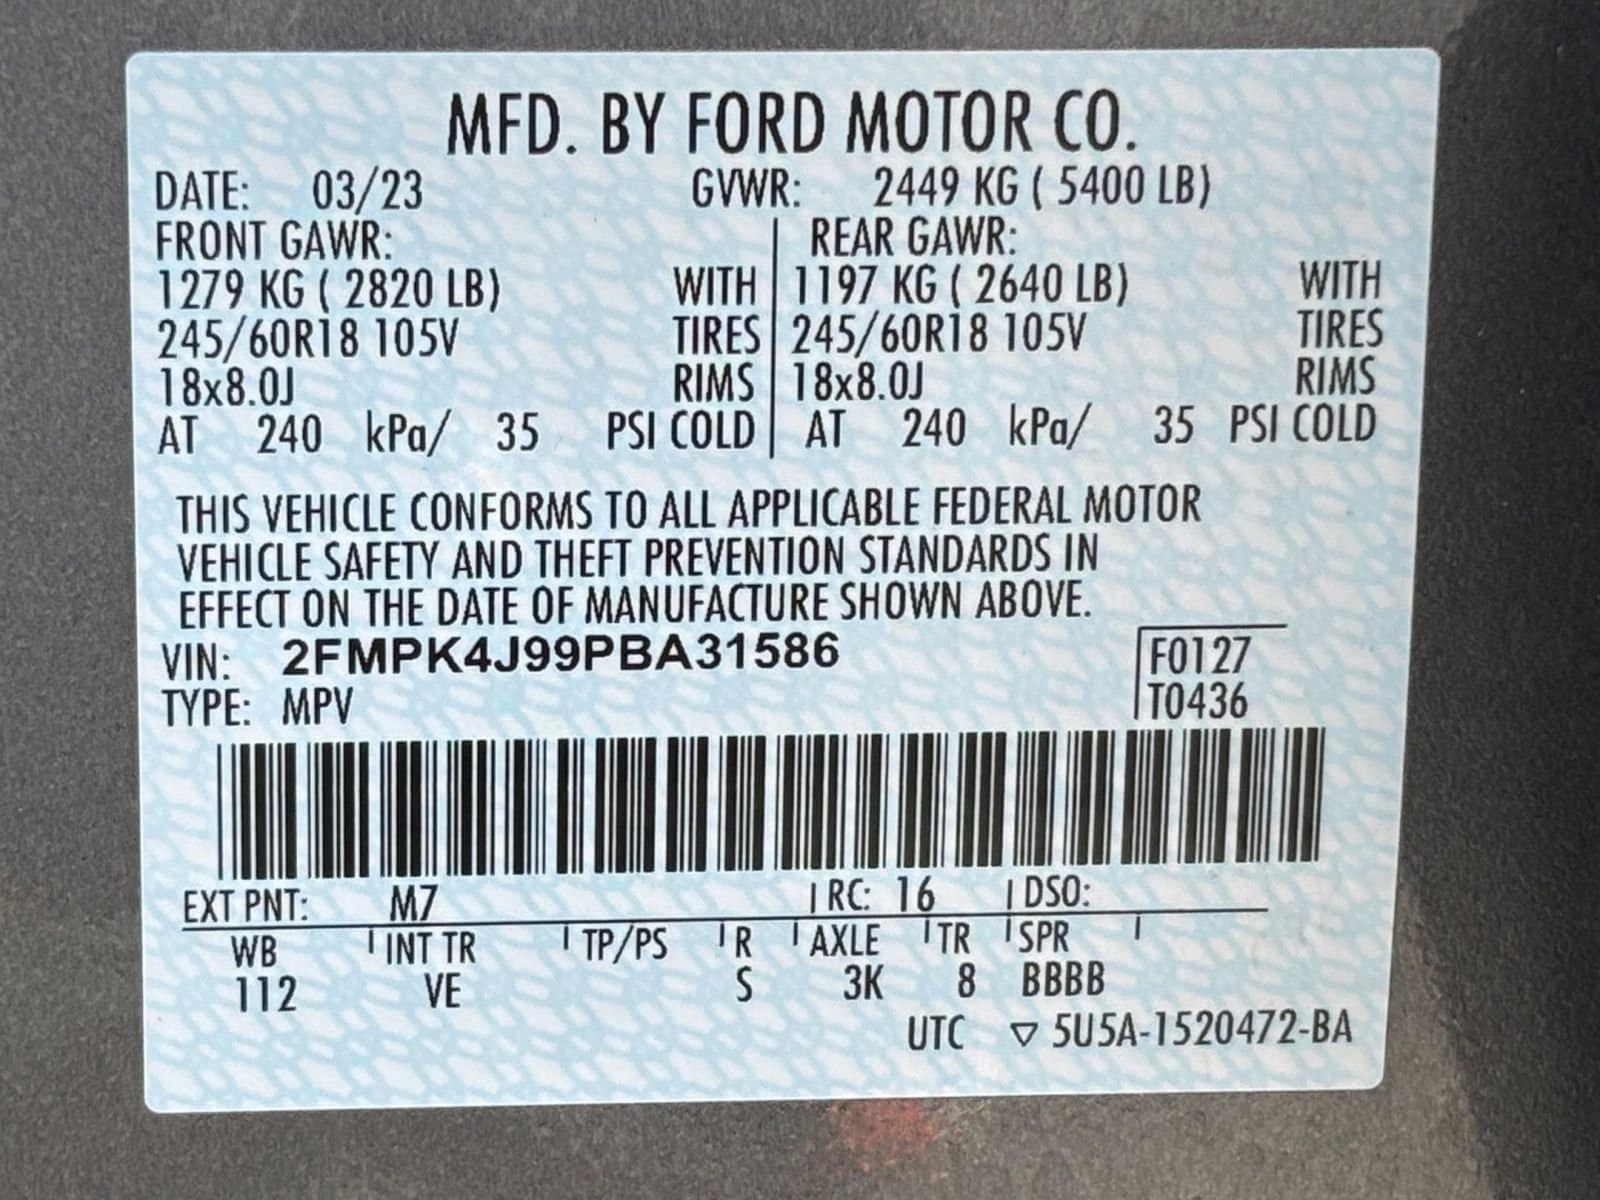 MFD. BY FORD MOTOR CO.
DATE: 03/23 GVWR: 2449 KG ( 5400 LB)
FRONT GAWR: REAR GAWR:
1279 KG ( 2820 LB) WITH 1197 KG ( 2640 LB) WITH
245/60R18 105V TIRES 245/60R18 105V TIRES
18x8.0J RIMS 18x8.0J RIMS
AT 240 kPa/ 35 PSI COLD AT 240 kPa/ 35 PSI COLD
THIS VEHICLE CONFORMS TO ALL APPLICABLE FEDERAL MOTOR
VEHICLE SAFETY AND THEFT PREVENTION STANDARDS IN
EFFECT ON THE DATE OF MANUFACTURE SHOWN ABOVE.
VIN: 2FMPK4J99PBA31586 F0127
TYPE: MPV T0436
EXT PNT: M7 RC: 16 DSO:
WB INT TR TP/PS R AXLE TR SPR
112 VE S 3K 8 BBBB
UTC ▽ 5U5A-1520472-BA